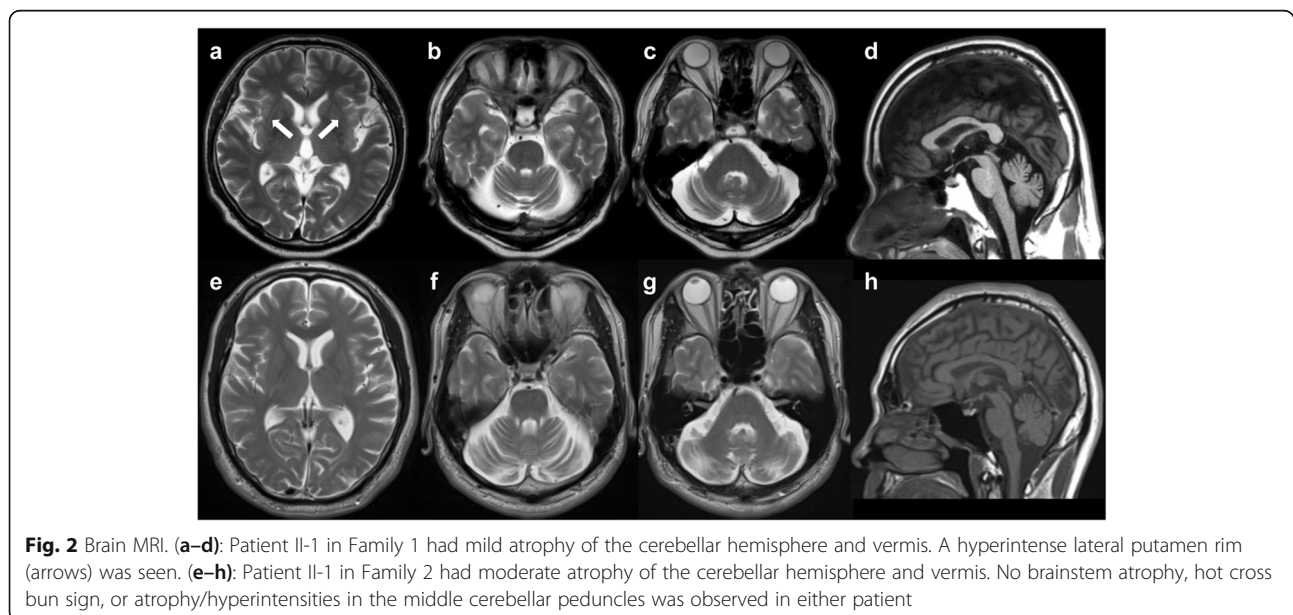 a
b
c
d
e
f
g
h
Fig. 2 Brain MRI. (a–d): Patient II-1 in Family 1 had mild atrophy of the cerebellar hemisphere and vermis. A hyperintense lateral putamen rim
(arrows) was seen. (e–h): Patient II-1 in Family 2 had moderate atrophy of the cerebellar hemisphere and vermis. No brainstem atrophy, hot cross
bun sign, or atrophy/hyperintensities in the middle cerebellar peduncles was observed in either patient